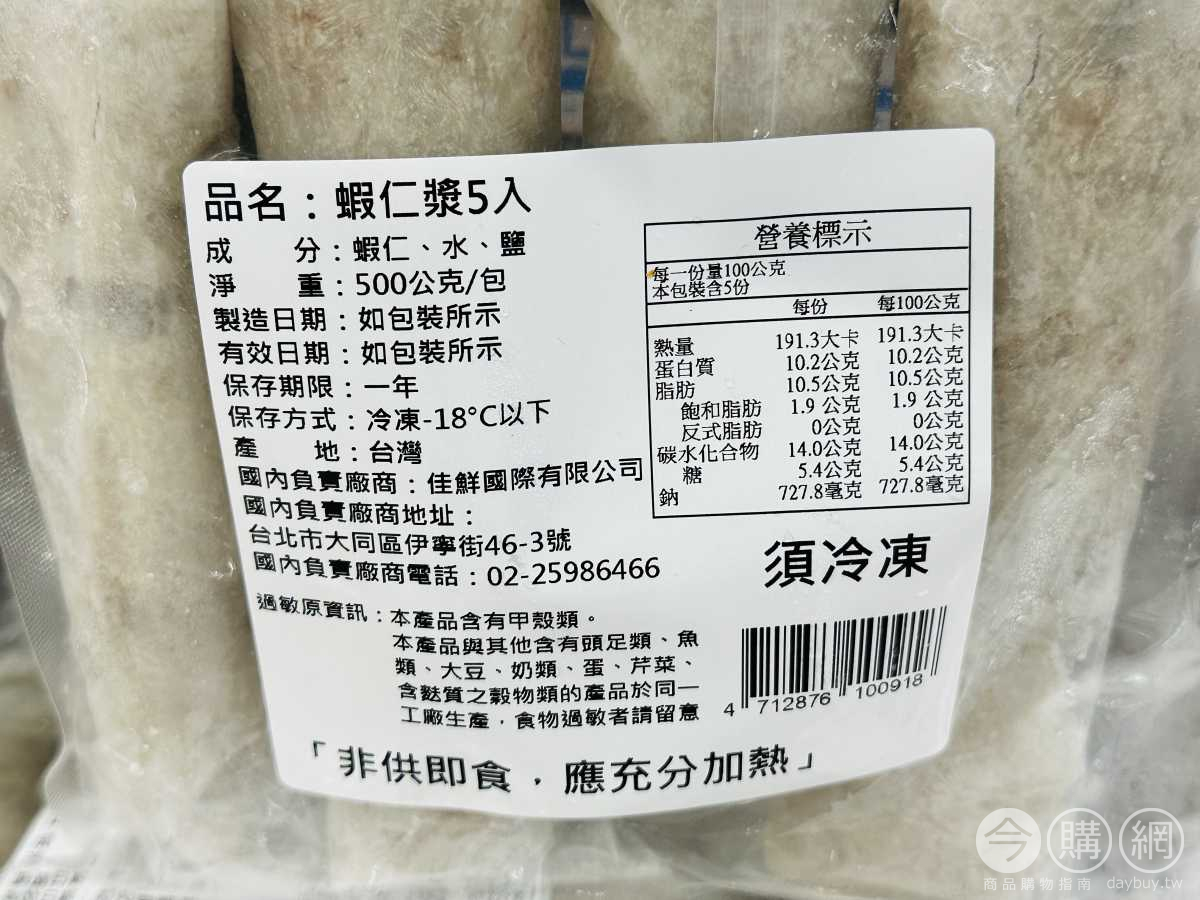 品名：蝦仁漿5入
成　　分：蝦仁、水、鹽
淨　　重：500公克/包
製造日期：如包裝所示
有效日期：如包裝所示
保存期限：一年
保存方式：冷凍-18°C以下
產　　地：台灣
國內負責廠商：佳鮮國際有限公司
國內負責廠商地址：
台北市大同區伊寧街46-3號
國內負責廠商電話：02-25986466
過敏原資訊：本產品含有甲殼類。
本產品與其他含有頭足類、魚
類、大豆、奶類、蛋、芹菜、
含麩質之穀物類的產品於同一
工廠生產，食物過敏者請留意
「非供即食，應充分加熱」
營養標示
每一份量100公克
本包裝含5份
每份 每100公克
熱量 191.3大卡 191.3大卡
蛋白質 10.2公克 10.2公克
脂肪 10.5公克 10.5公克
飽和脂肪 1.9 公克 1.9 公克
反式脂肪 0公克 0公克
碳水化合物 14.0公克 14.0公克
糖 5.4公克 5.4公克
鈉 727.8毫克 727.8毫克
須冷凍
4 712876 100918
今購網
商品購物指南 daybuy.tw